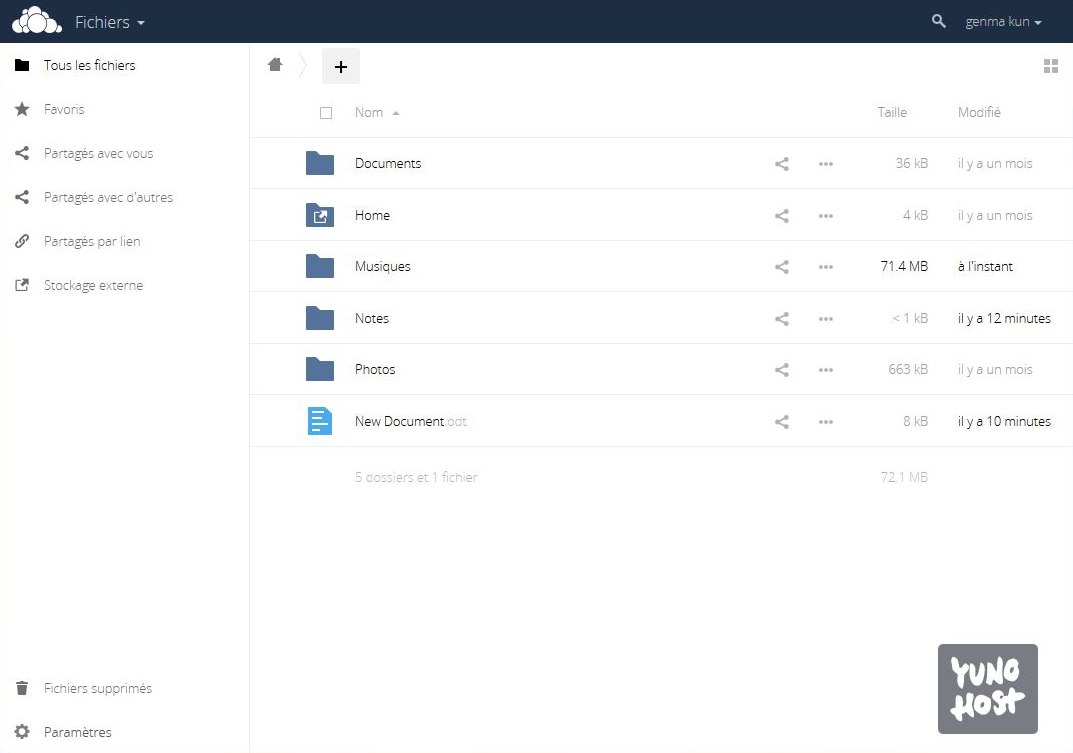 Fichiers
genma kun
Tous les fichiers
Favoris
Partagés avec vous
Partagés avec d'autres
Partagés par lien
Stockage externe
Fichiers supprimés
Paramètres
+
Nom Taille Modifié
Documents 36 kB il y a un mois
Home 4 kB il y a un mois
Musiques 71.4 MB à l'instant
Notes < 1 kB il y a 12 minutes
Photos 663 kB il y a un mois
New Document.odt 8 kB il y a 10 minutes
5 dossiers et 1 fichier 72.1 MB
YUNO
HOST